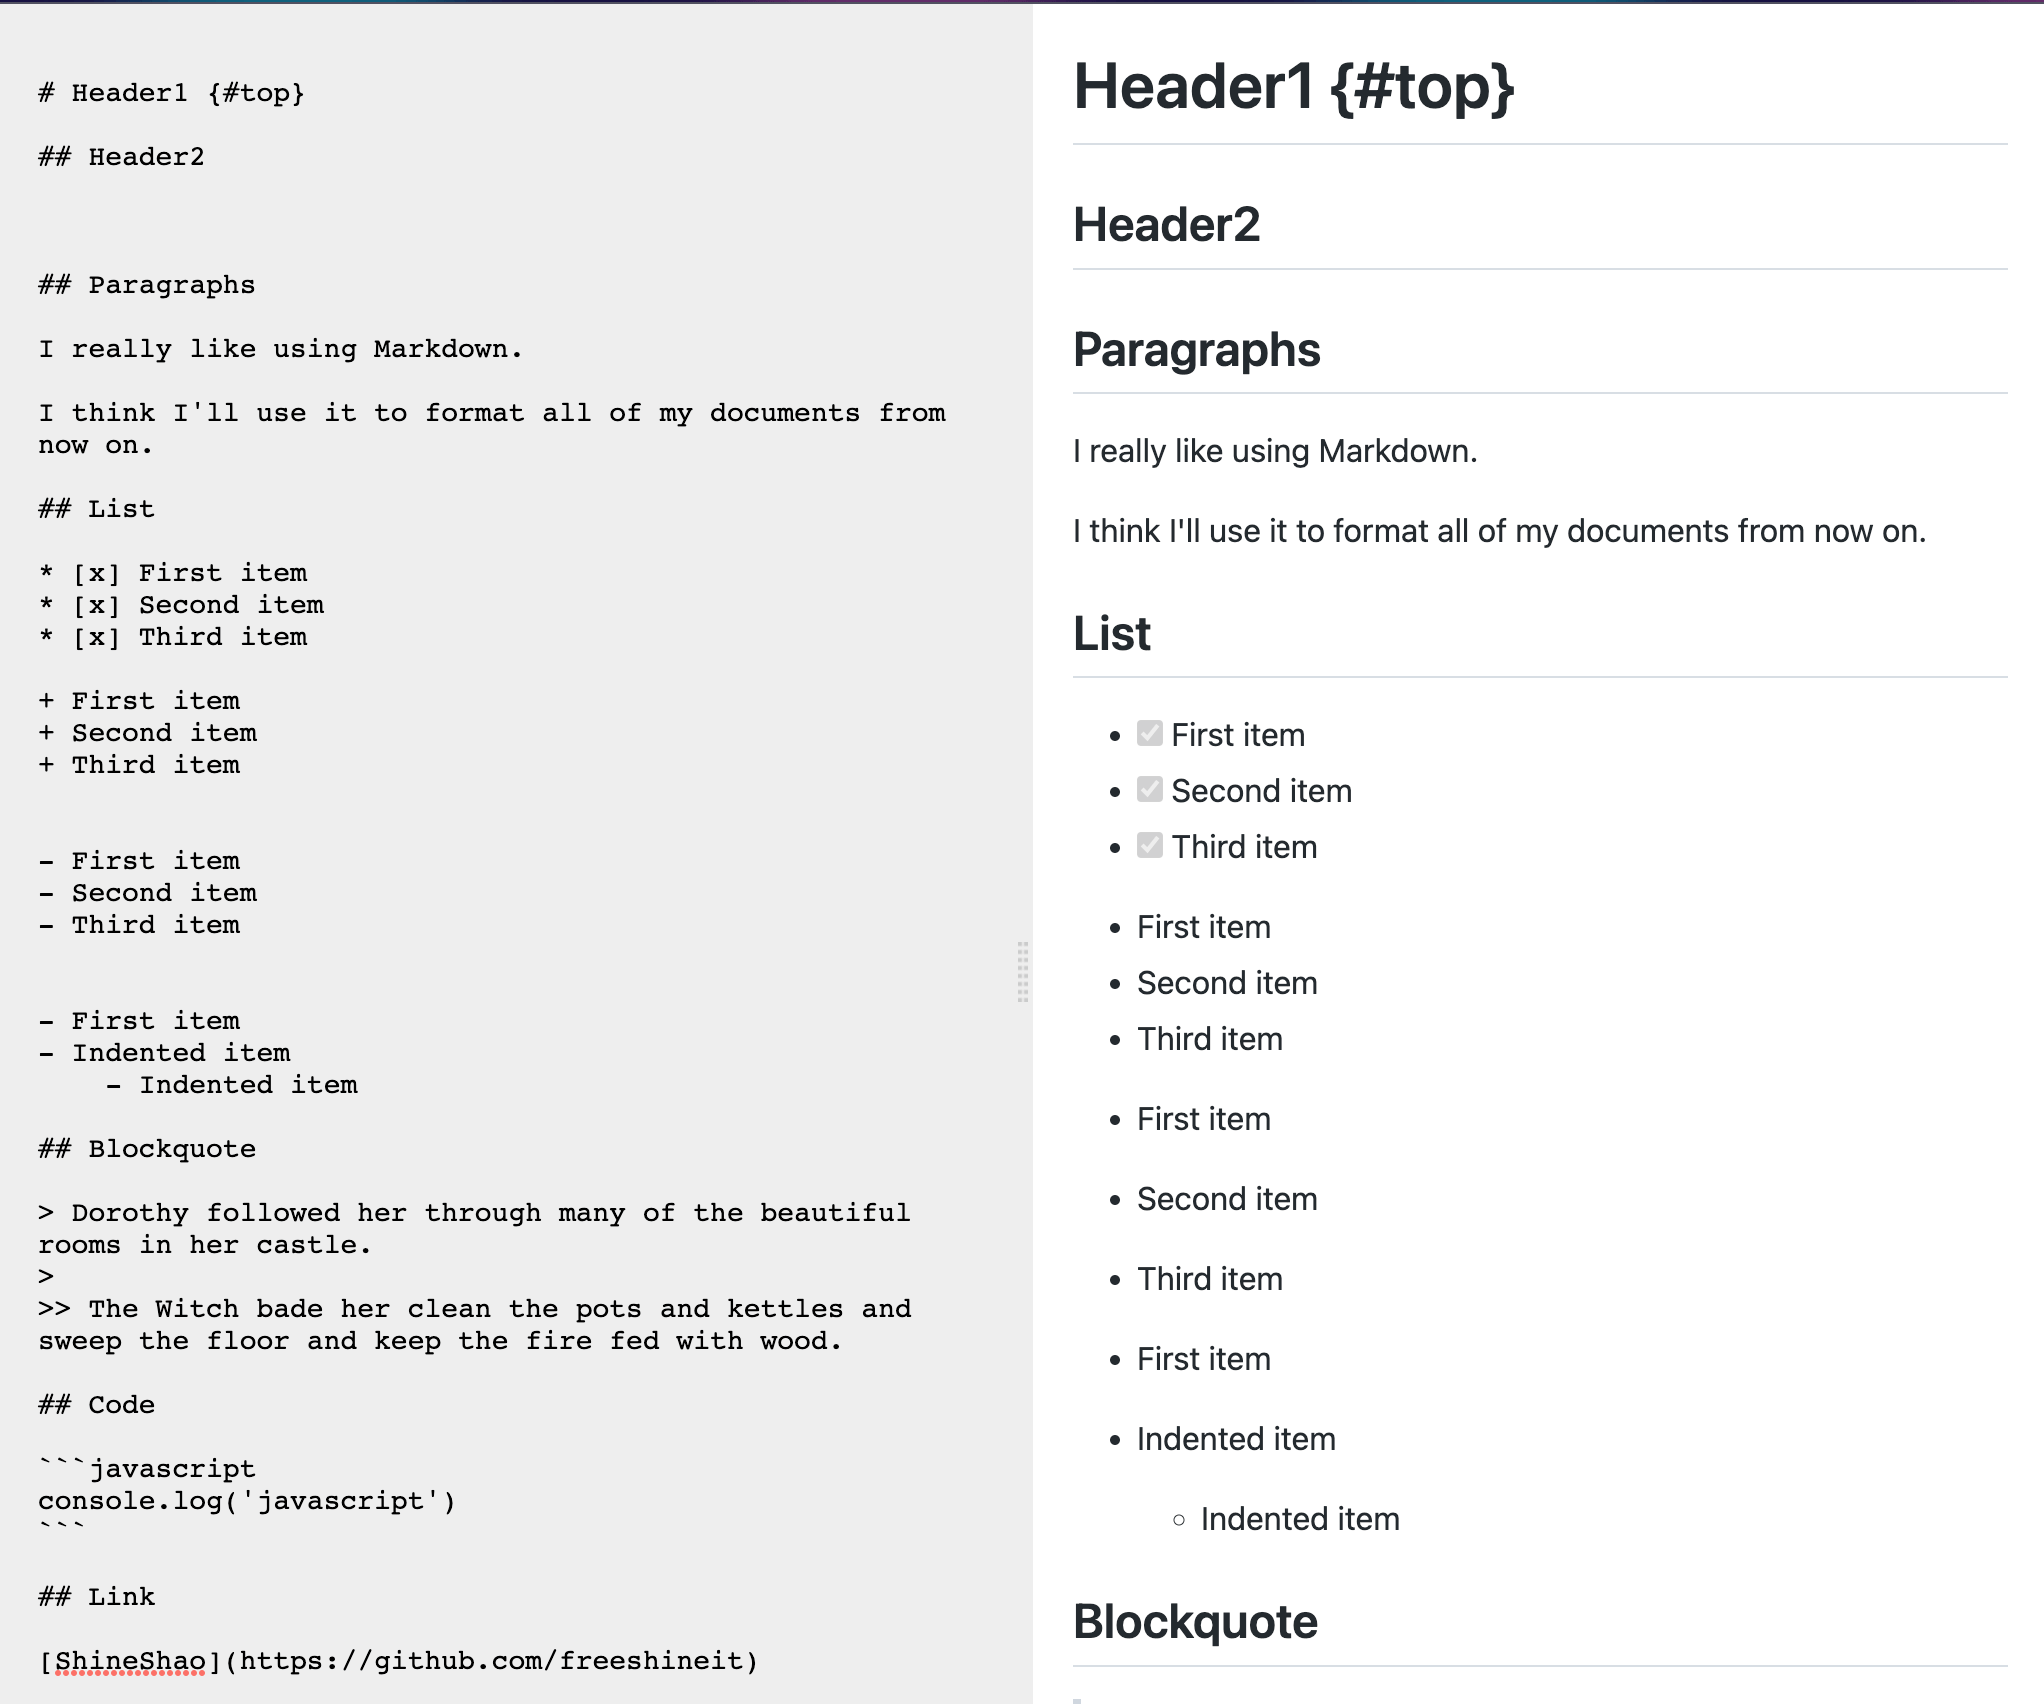 # Header1 {#top}
## Header2
## Paragraphs
I really like using Markdown.
I think I'll use it to format all of my documents from
now on.
## List
* [x] First item
* [x] Second item
* [x] Third item
+ First item
+ Second item
+ Third item
- First item
- Second item
- Third item
- First item
- Indented item
    - Indented item
## Blockquote
> Dorothy followed her through many of the beautiful
rooms in her castle.
>
>> The Witch bade her clean the pots and kettles and
sweep the floor and keep the fire fed with wood.
## Code
```javascript
console.log('javascript')
```
## Link
[ShineShao](https://github.com/freeshineit)
Header1 {#top}
Header2
Paragraphs
I really like using Markdown.
I think I'll use it to format all of my documents from now on.
List
• First item
• Second item
• Third item
• First item
• Second item
• Third item
• First item
• Second item
• Third item
• First item
• Indented item
◦ Indented item
Blockquote